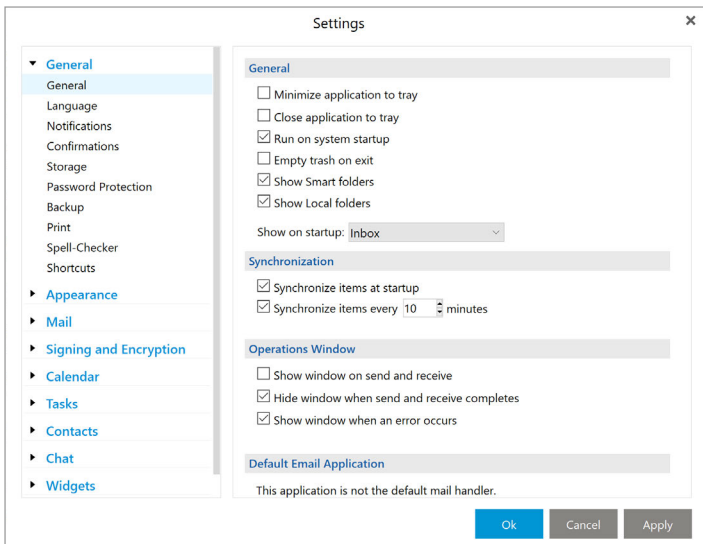 Settings
General
General
Language
Notifications
Confirmations
Storage
Password Protection
Backup
Print
Spell-Checker
Shortcuts
Appearance
Mail
Signing and Encryption
Calendar
Tasks
Contacts
Chat
Widgets
General
Minimize application to tray
Close application to tray
Run on system startup
Empty trash on exit
Show Smart folders
Show Local folders
Show on startup: Inbox
Synchronization
Synchronize items at startup
Synchronize items every 10 minutes
Operations Window
Show window on send and receive
Hide window when send and receive completes
Show window when an error occurs
Default Email Application
This application is not the default mail handler.
Ok Cancel Apply